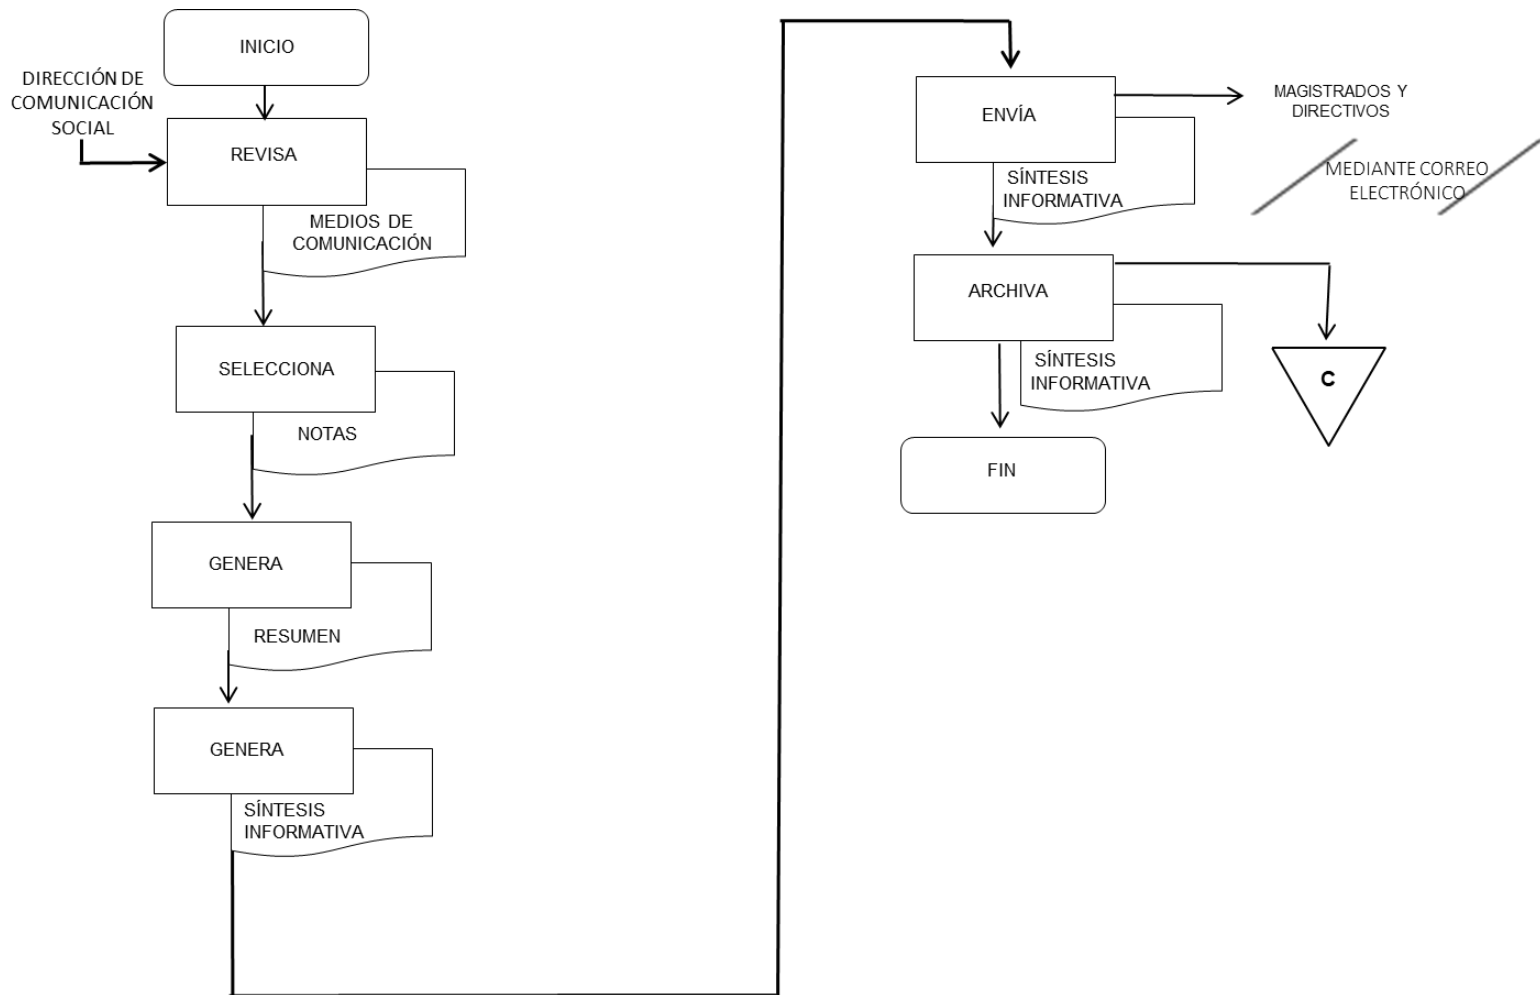 INICIO
DIRECCIÓN DE
COMUNICACIÓN
SOCIAL
REVISA
MEDIOS DE
COMUNICACIÓN
SELECCIONA
NOTAS
GENERA
RESUMEN
GENERA
SÍNTESIS
INFORMATIVA
ENVÍA
MAGISTRADOS Y
DIRECTIVOS
MEDIANTE CORREO
ELECTRÓNICO
SÍNTESIS
INFORMATIVA
ARCHIVA
SÍNTESIS
INFORMATIVA
C
FIN